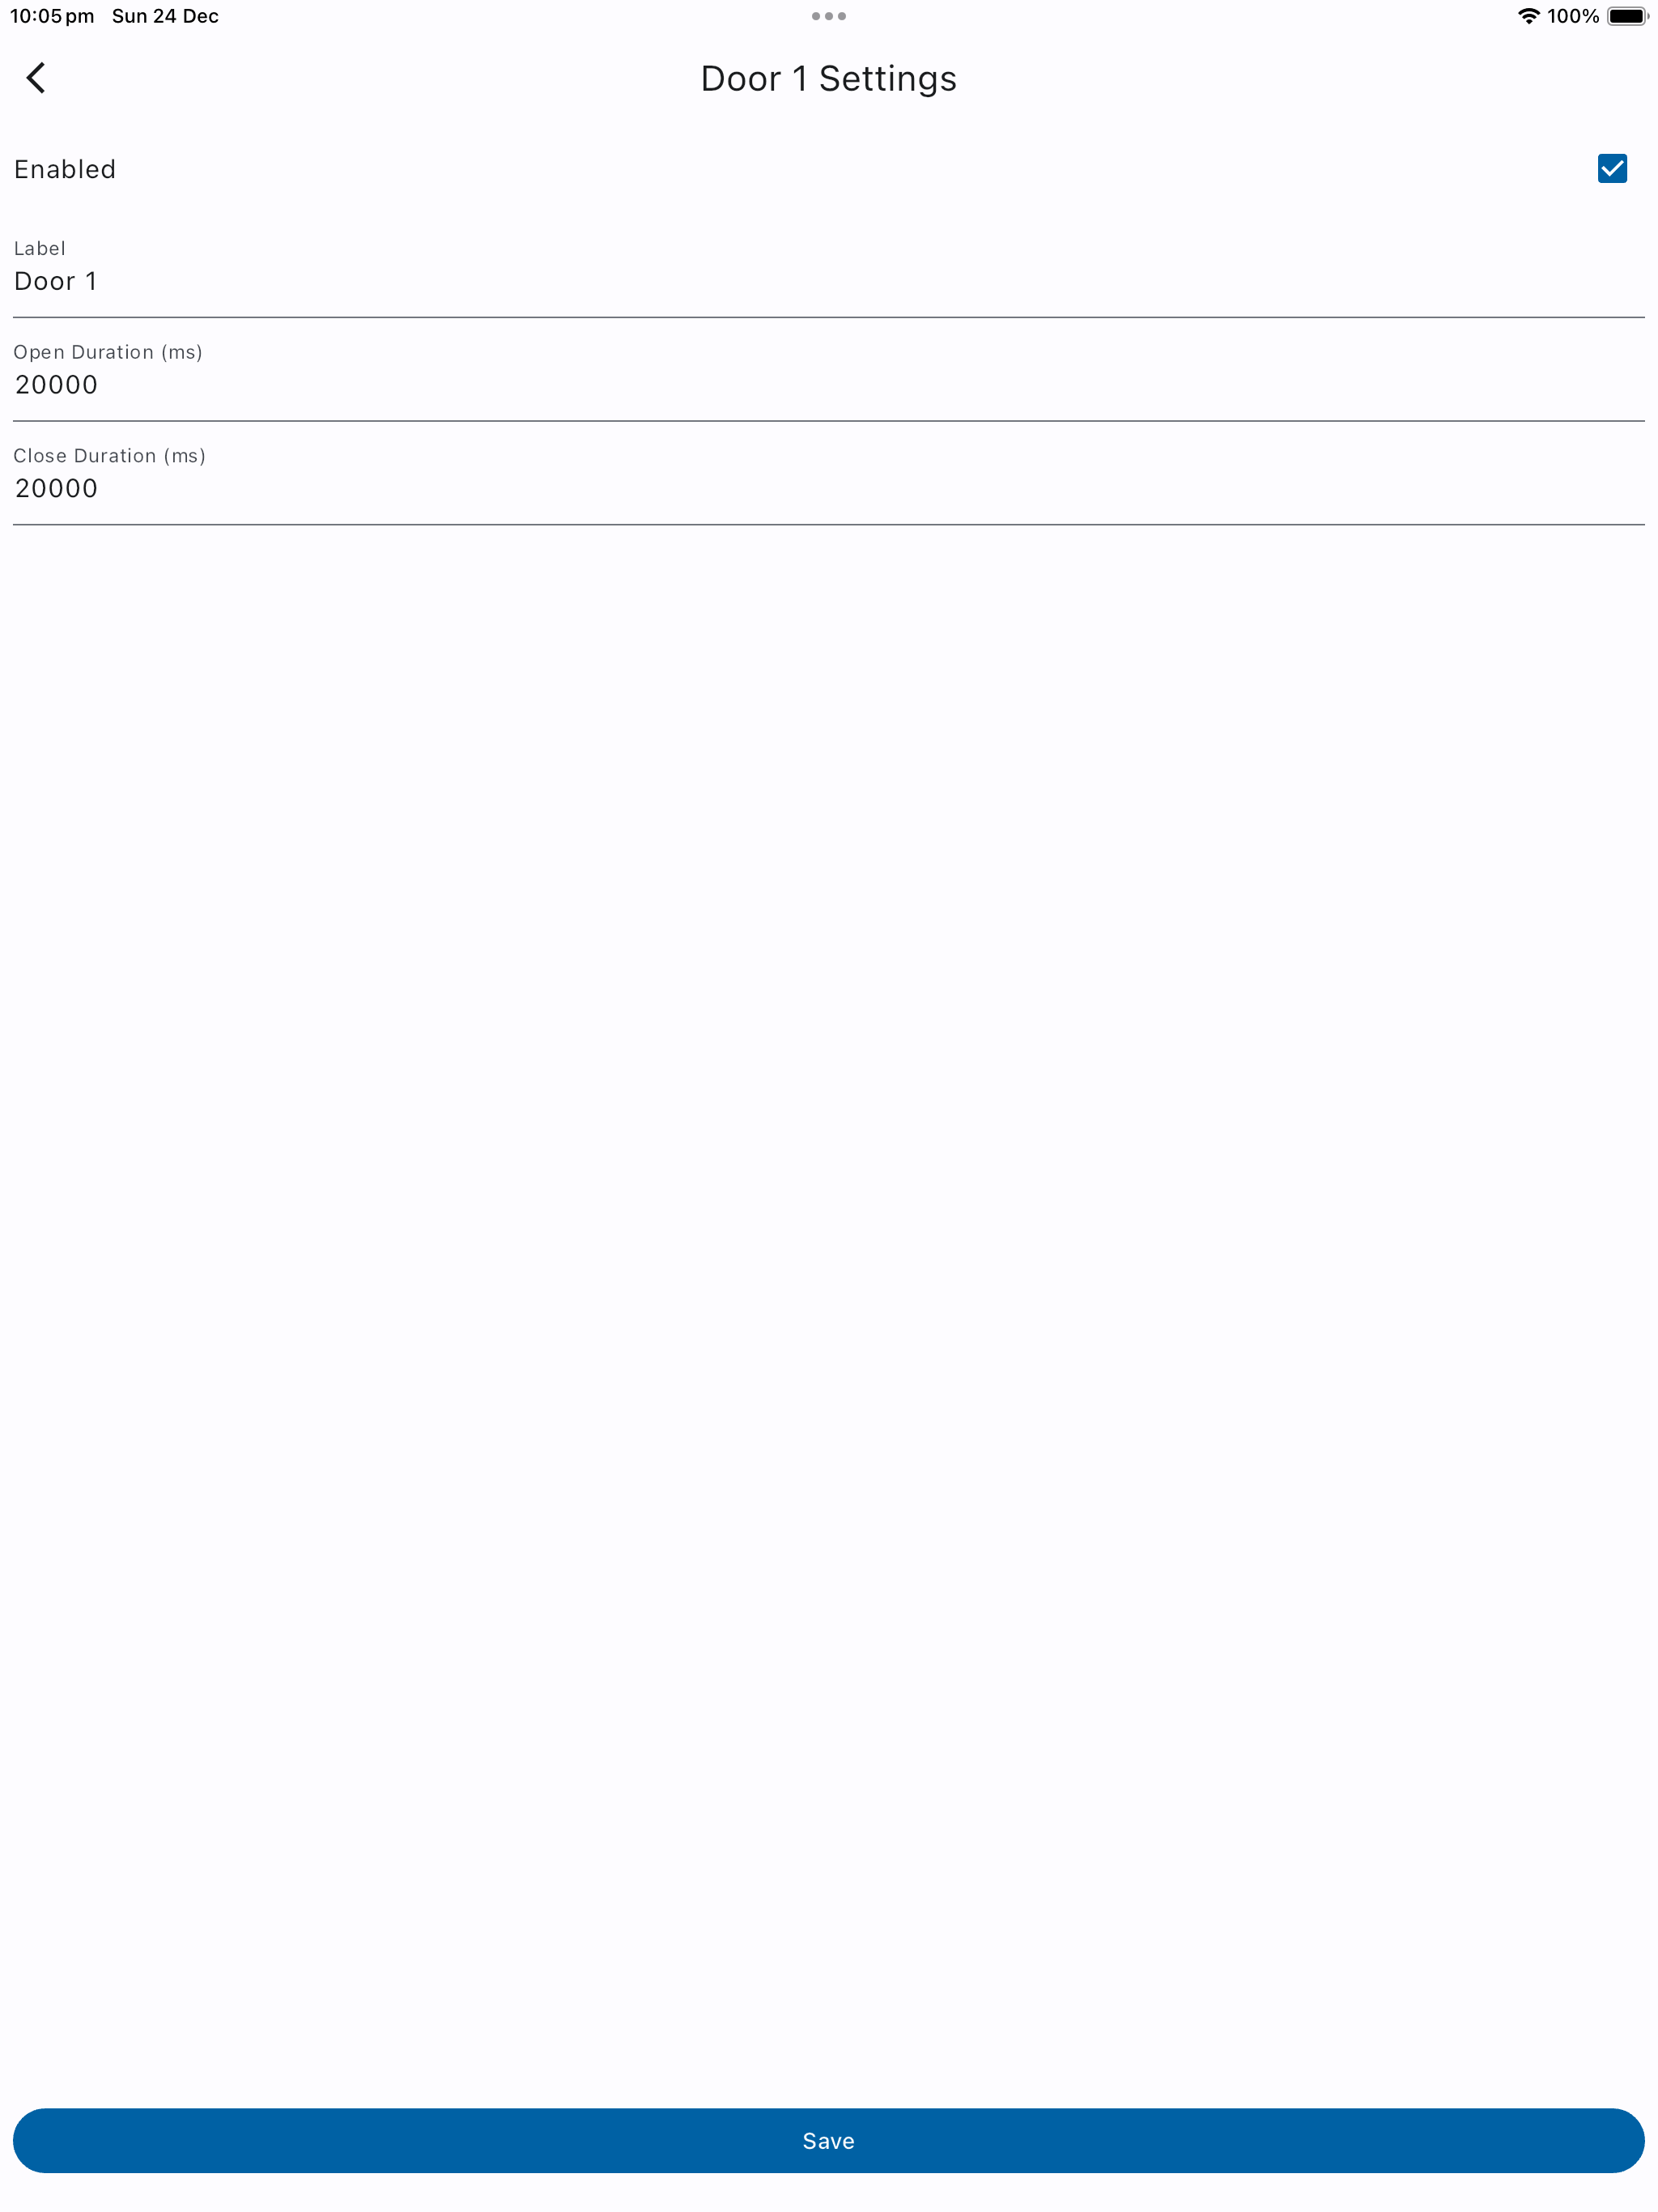 10:05 pm Sun 24 Dec 100%
Door 1 Settings
Enabled
Label
Door 1
Open Duration (ms)
20000
Close Duration (ms)
20000
Save